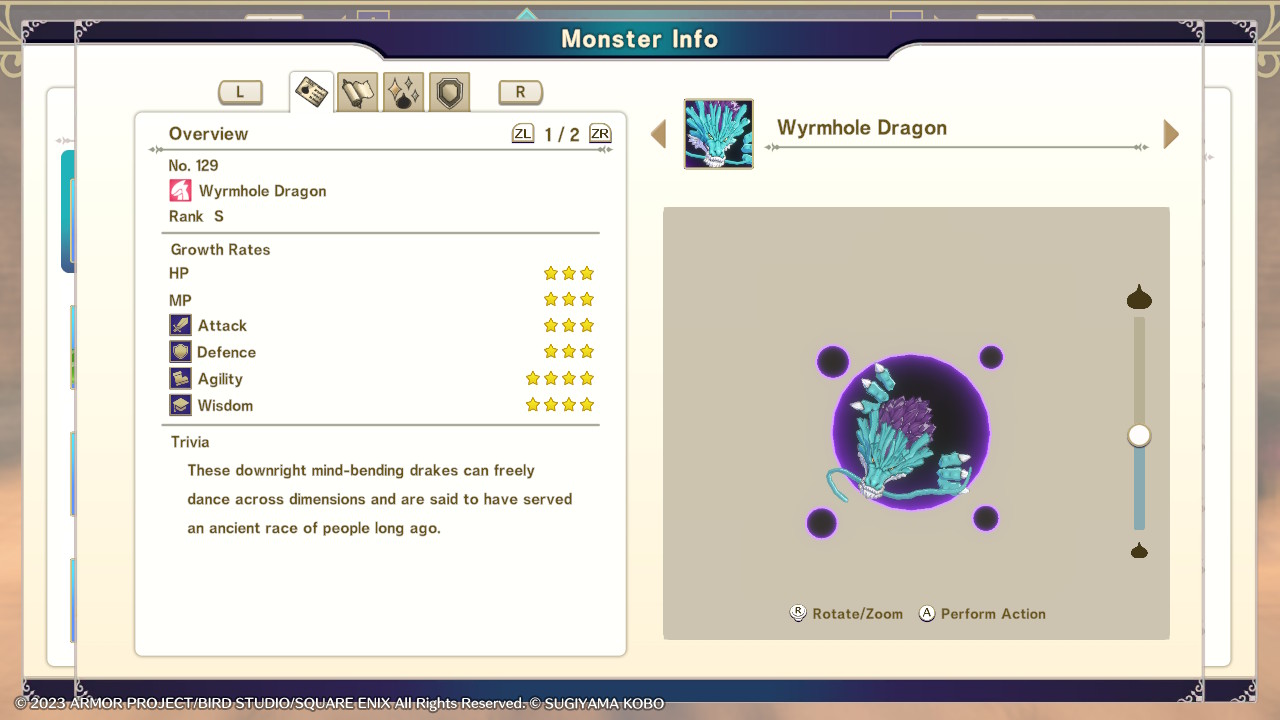 Monster Info
L
R
Overview
ZL 1 / 2 ZR
No. 129
Wyrmhole Dragon
Rank S
Growth Rates
HP
MP
Attack
Defence
Agility
Wisdom
Trivia
These downright mind-bending drakes can freely
dance across dimensions and are said to have served
an ancient race of people long ago.
Wyrmhole Dragon
R Rotate/Zoom A Perform Action
© 2023 ARMOR PROJECT/BIRD STUDIO/SQUARE ENIX All Rights Reserved. © SUGIYAMA KOBO